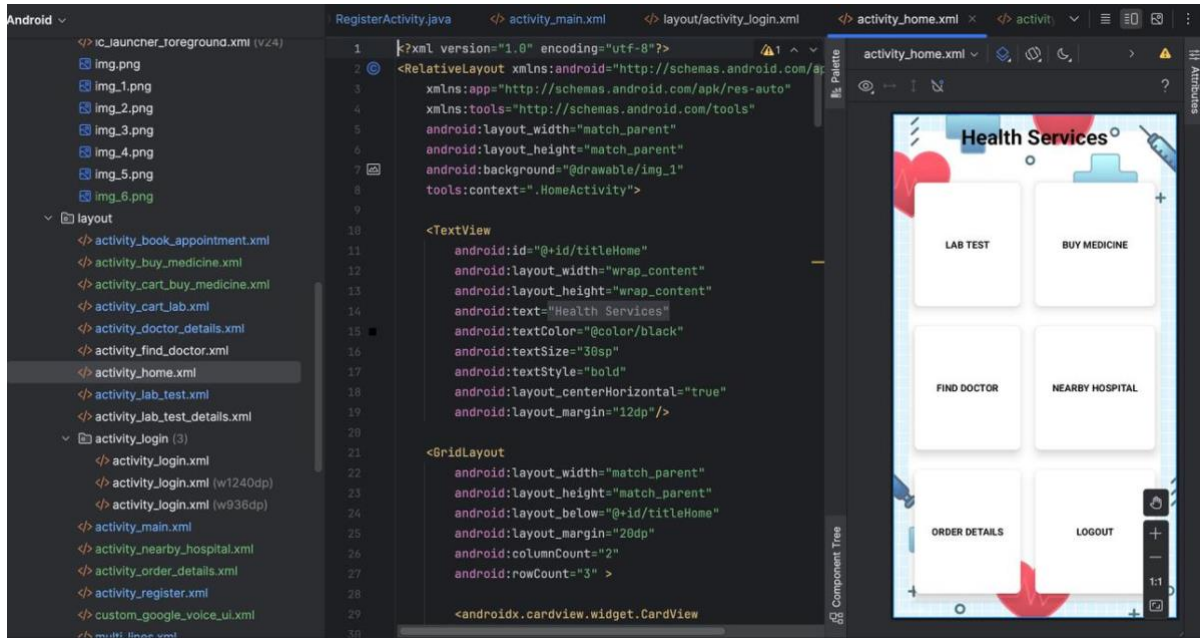 Android
ic_launcher_foreground.xml (v24)
img.png
img_1.png
img_2.png
img_3.png
img_4.png
img_5.png
img_6.png
layout
activity_book_appointment.xml
activity_buy_medicine.xml
activity_cart_buy_medicine.xml
activity_cart_lab.xml
activity_doctor_details.xml
activity_find_doctor.xml
activity_home.xml
activity_lab_test.xml
activity_lab_test_details.xml
activity_login (3)
activity_login.xml
activity_login.xml (w1240dp)
activity_login.xml (w936dp)
activity_main.xml
activity_nearby_hospital.xml
activity_order_details.xml
activity_register.xml
custom_google_voice_ui.xml
multi_lines.xml
RegisterActivity.java activity_main.xml layout/activity_login.xml activity_home.xml activit
1 <?xml version="1.0" encoding="utf-8"?> 1
2 <RelativeLayout xmlns:android="http://schemas.android.com/ap
3 xmlns:app="http://schemas.android.com/apk/res-auto"
4 xmlns:tools="http://schemas.android.com/tools"
5 android:layout_width="match_parent"
6 android:layout_height="match_parent"
7 android:background="@drawable/img_1"
8 tools:context=".HomeActivity">
9
10 <TextView
11 android:id="@+id/titleHome"
12 android:layout_width="wrap_content"
13 android:layout_height="wrap_content"
14 android:text="Health Services"
15 android:textColor="@color/black"
16 android:textSize="30sp"
17 android:textStyle="bold"
18 android:layout_centerHorizontal="true"
19 android:layout_margin="12dp"/>
20
21 <GridLayout
22 android:layout_width="match_parent"
23 android:layout_height="match_parent"
24 android:layout_below="@+id/titleHome"
25 android:layout_margin="20dp"
26 android:columnCount="2"
27 android:rowCount="3" >
28
29 <androidx.cardview.widget.CardView
30
Palette
Component Tree
activity_home.xml
?
Attributes
Health Services
LAB TEST BUY MEDICINE
FIND DOCTOR NEARBY HOSPITAL
ORDER DETAILS LOGOUT
1:1